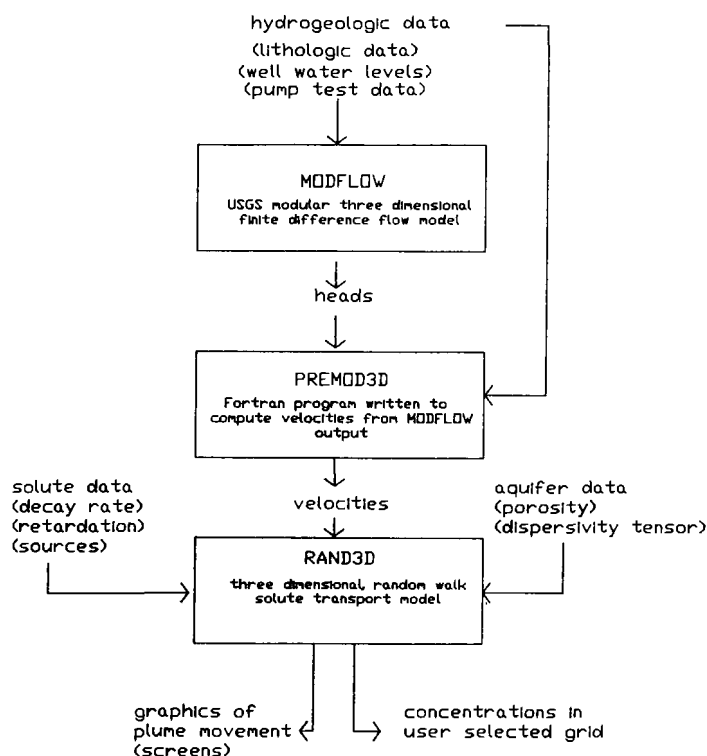 hydrogeologic data
(lithologic data)
(well water levels)
(pump test data)
MODFLOW
USGS modular three dimensional
finite difference flow model
heads
PREMOD3D
Fortran program written to
compute velocities from MODFLOW
output
velocities
solute data
(decay rate)
(retardation)
(sources)
aquifer data
(porosity)
(dispersivity tensor)
RAND3D
three dimensional, random walk
solute transport model
graphics of
plume movement
(screens)
concentrations in
user selected grid